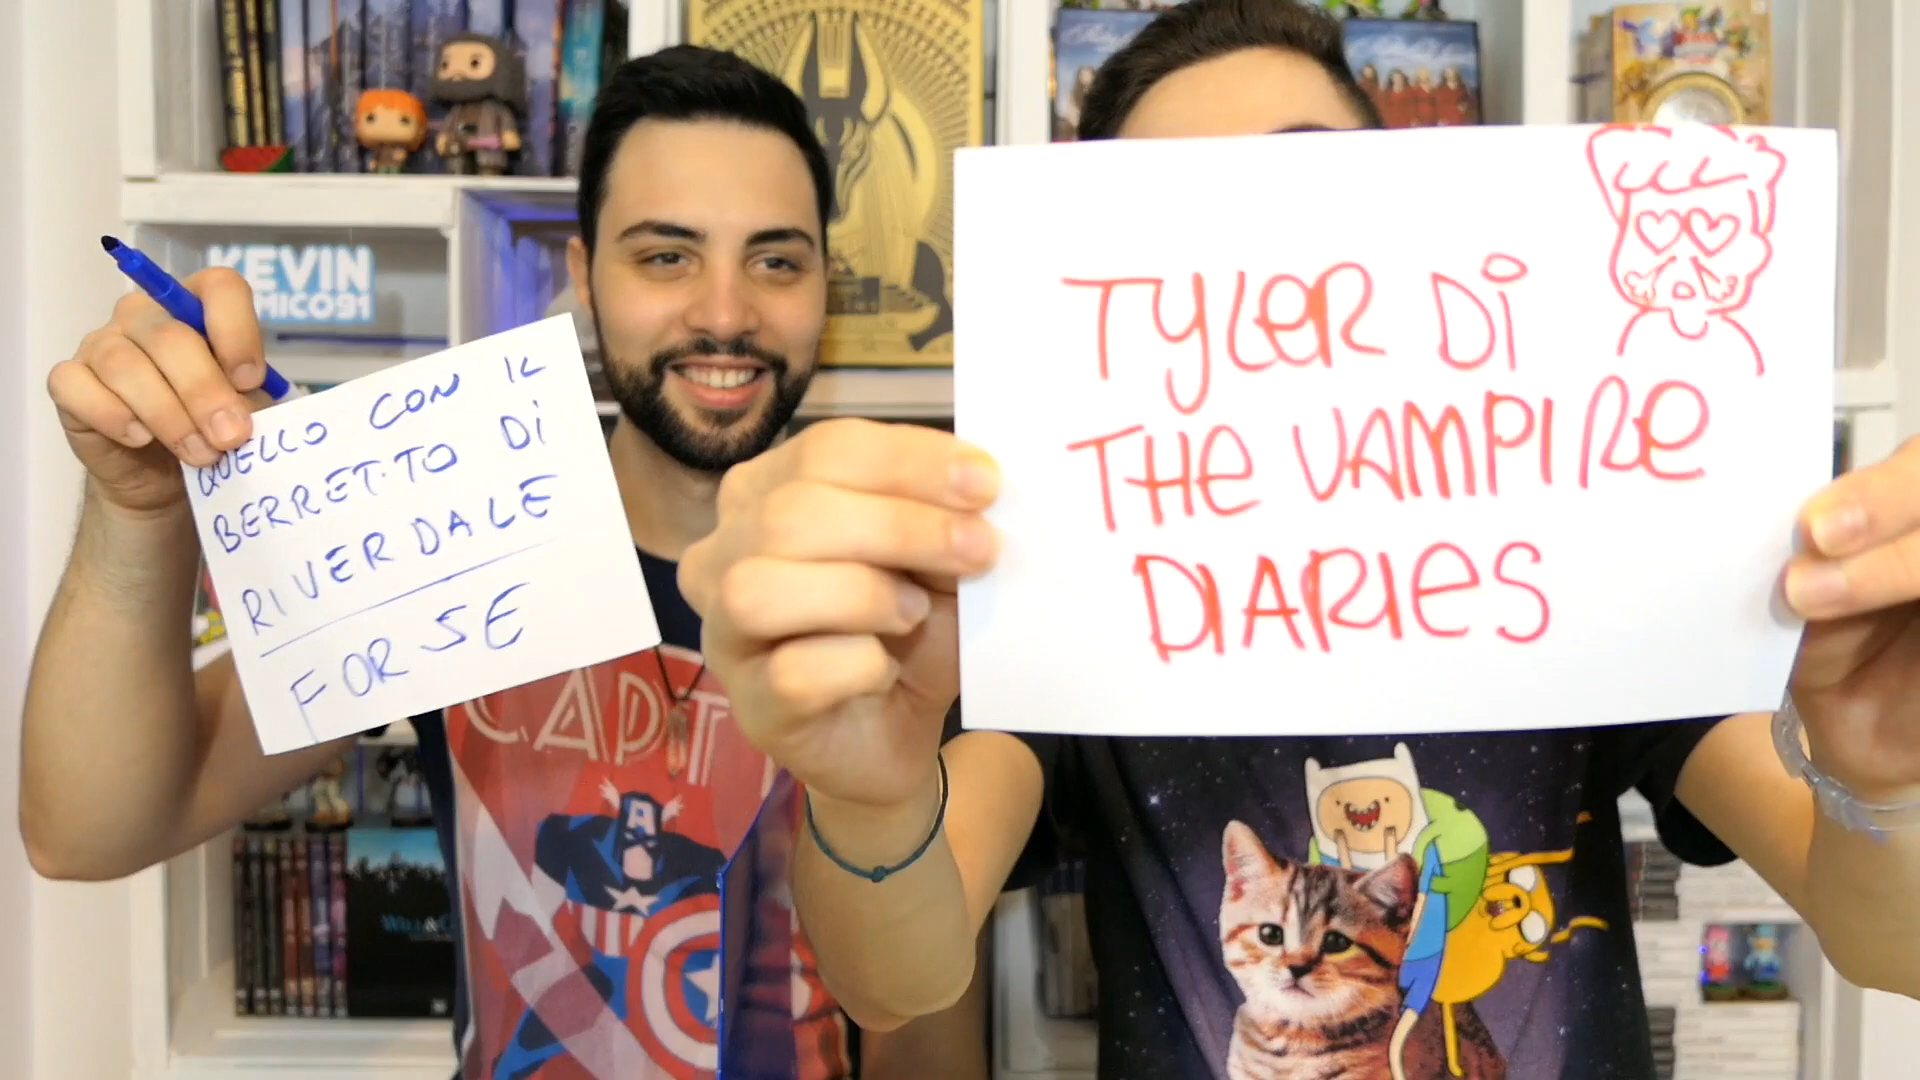 KEVIN
MICO91
QUELLO CON IL
BERRETTO DI
RIVERDALE
FORSE
TYLER DI
THE VAMPIRE
DIARIES
CAPT